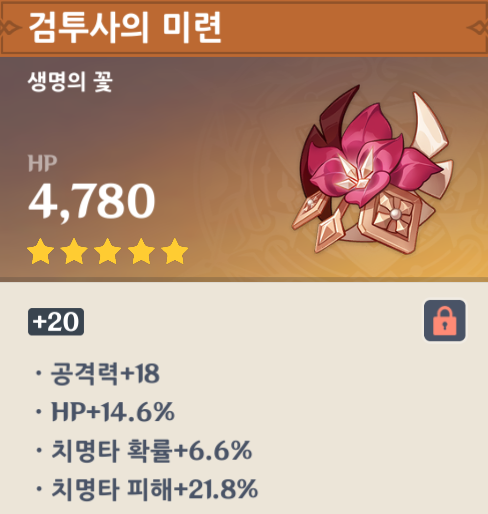 검투사의 미련
생명의 꽃
HP
4,780
+20
· 공격력+18
· HP+14.6%
· 치명타 확률+6.6%
· 치명타 피해+21.8%